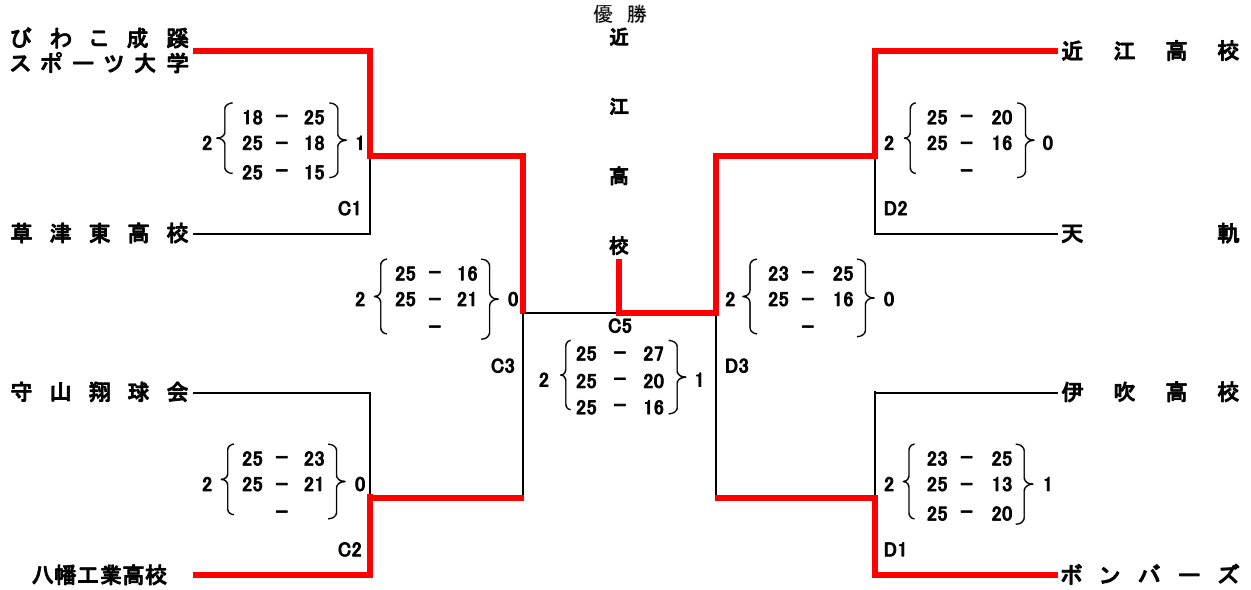 優勝
近江高校
びわこ成蹊
スポーツ大学
2 18 − 25 1
25 − 18
25 − 15
C1
草津東高校
2 25 − 16 0
25 − 21
−
C3
守山翔球会
2 25 − 23 0
25 − 21
−
C2
八幡工業高校
C5
2 25 − 27 1
25 − 20
25 − 16
近江高校
2 25 − 20 0
25 − 16
−
D2
天軌
2 23 − 25 0
25 − 16
−
D3
伊吹高校
2 23 − 25 1
25 − 13
25 − 20
D1
ボンバーズ